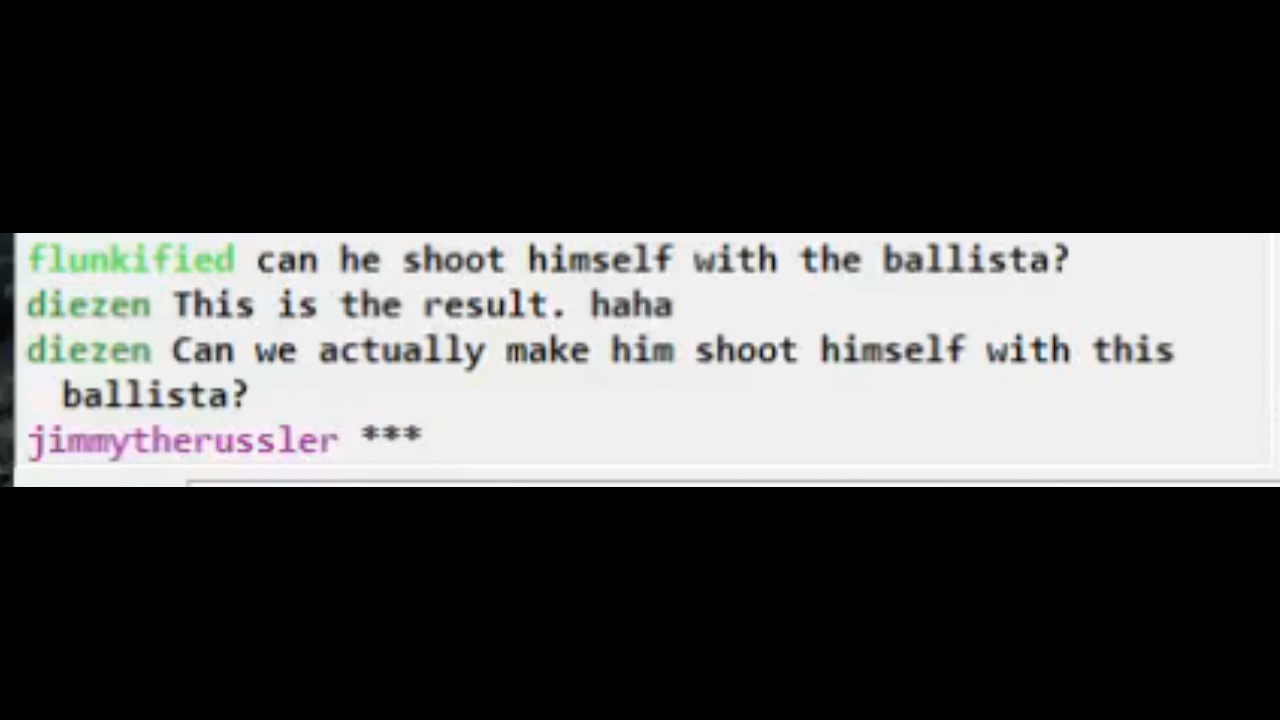 flunkified can he shoot himself with the ballista?
diezen This is the result. haha
diezen Can we actually make him shoot himself with this
ballista?
jimmytherussler ***